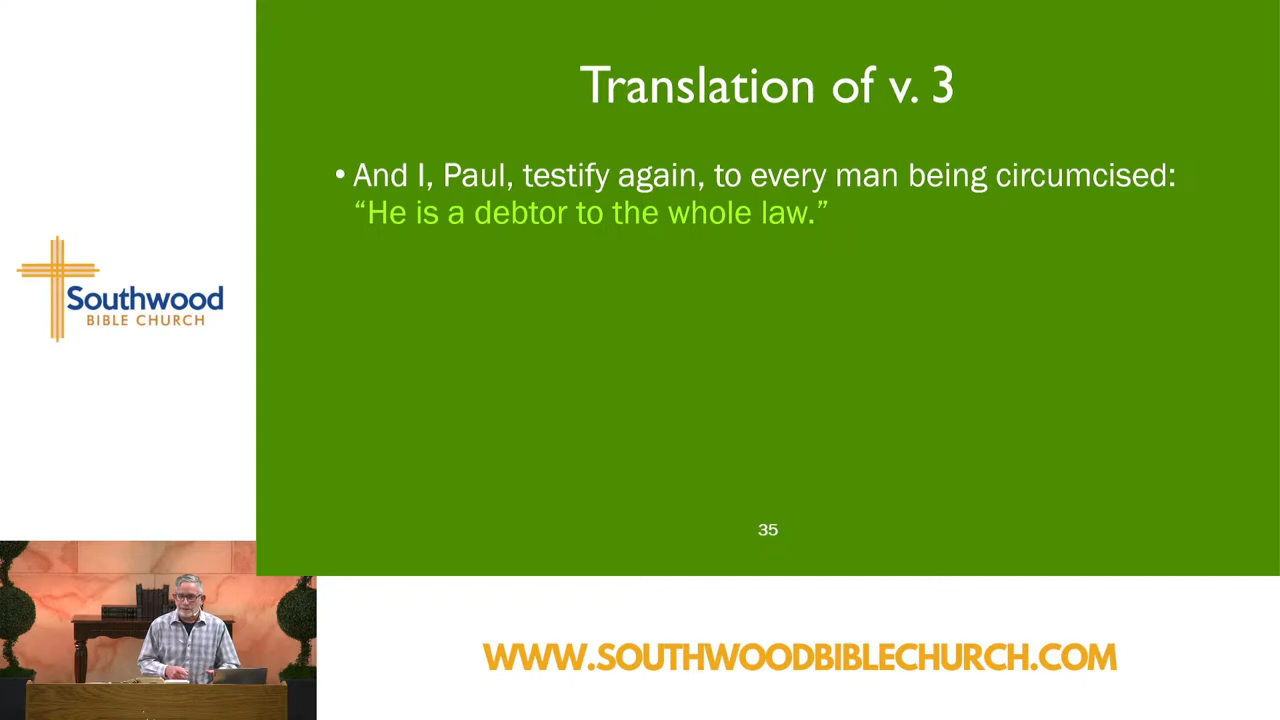 Translation of v. 3
• And I, Paul, testify again, to every man being circumcised:
“He is a debtor to the whole law.”
35
Southwood
BIBLE CHURCH
WWW.SOUTHWOODBIBLECHURCH.COM